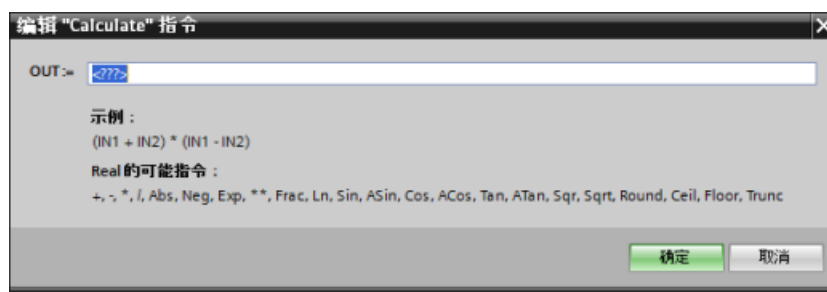 编辑 "Calculate" 指令
OUT:= <???>
示例：
(IN1 + IN2) * (IN1 - IN2)
Real 的可能指令：
+, -, *, /, Abs, Neg, Exp, **, Frac, Ln, Sin, ASin, Cos, ACos, Tan, ATan, Sqr, Sqrt, Round, Ceil, Floor, Trunc
确定 取消